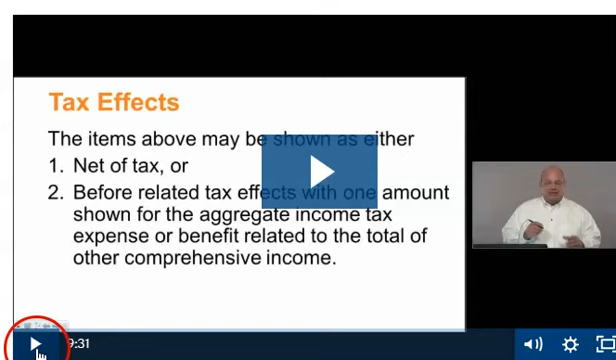 Tax Effects
The items above may be shown as either
1. Net of tax, or
2. Before related tax effects with one amount
shown for the aggregate income tax
expense or benefit related to the total of
other comprehensive income.
9:31